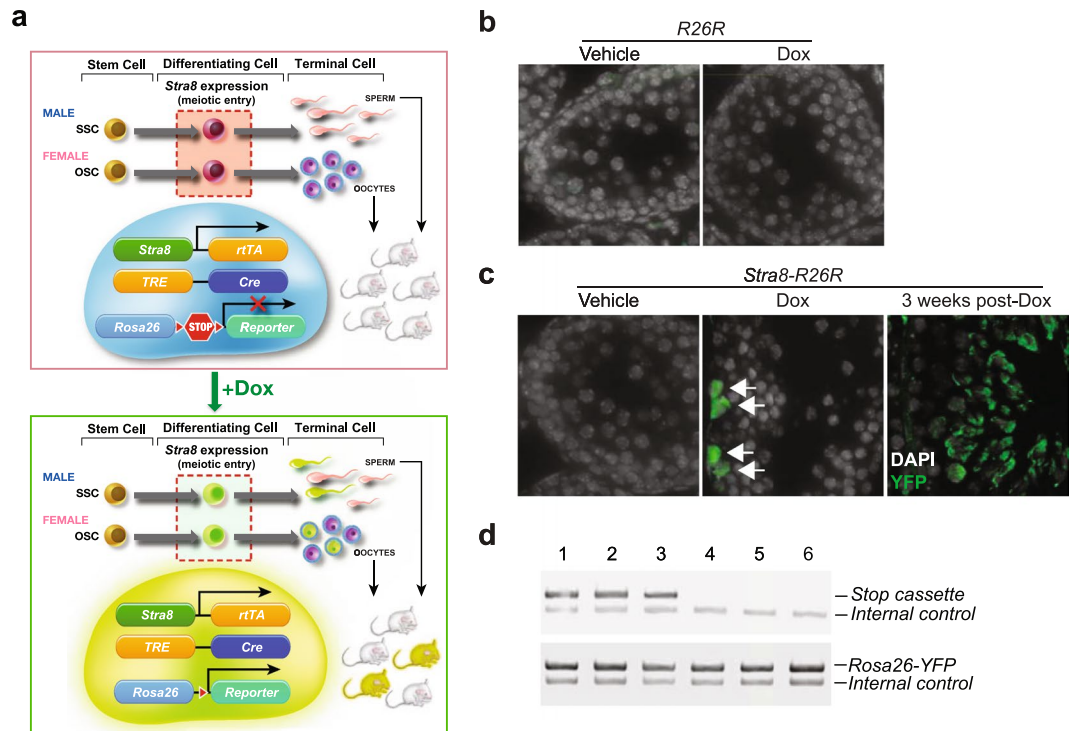 a
Stem Cell Differentiating Cell Terminal Cell
Stra8 expression
(meiotic entry)
SPERM
MALE
SSC
FEMALE
OSC
OOCYTES
Stra8 rtTA
TRE Cre
Rosa26 STOP Reporter
+Dox
Stem Cell Differentiating Cell Terminal Cell
Stra8 expression
(meiotic entry)
SPERM
MALE
SSC
FEMALE
OSC
OOCYTES
Stra8 rtTA
TRE Cre
Rosa26 Reporter
b
R26R
Vehicle Dox
c
Stra8-R26R
Vehicle Dox 3 weeks post-Dox
DAPI
YFP
d
1 2 3 4 5 6
Stop cassette
Internal control
Rosa26-YFP
Internal control